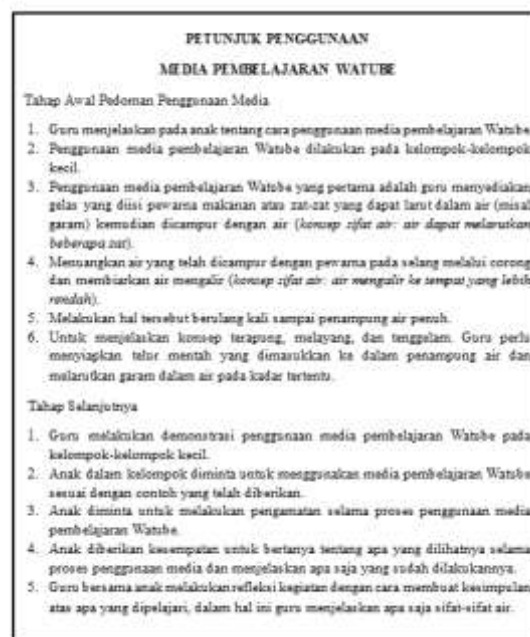 PETUNJUK PENGGUNAAN
MEDIA PEMBELAJARAN WATUBE
Tahap Awal Pedoman Penggunaan Media
1. Guru menjelaskan pada anak tentang cara penggunaan media pembelajaran Watube
2. Penggunaan media pembelajaran Watube dilakukan pada kelompok-kelompok
kecil.
3. Penggunaan media pembelajaran Watube yang pertama adalah guru menyediakan
gelas yang diisi pewarna makanan atau zat-zat yang dapat larut dalam air (misal
garam) kemudian dicampur dengan air (konsep sifat air: air dapat melarutkan
beberapa zat).
4. Menuangkan air yang telah dicampur dengan pewarna pada selang melalui corong
dan membiarkan air mengalir (konsep sifat air: air mengalir ke tempat yang lebih
rendah).
5. Melakukan hal tersebut berulang kali sampai penampung air penuh.
6. Untuk menjelaskan konsep terapung, melayang, dan tenggelam. Guru perlu
menyiapkan telur mentah yang dimasukkan ke dalam penampung air dan
melarutkan garam dalam air pada kadar tertentu.
Tahap Selanjutnya
1. Guru melakukan demonstrasi penggunaan media pembelajaran Watube pada
kelompok-kelompok kecil.
2. Anak dalam kelompok diminta untuk menggunakan media pembelajaran Watube
sesuai dengan contoh yang telah diberikan.
3. Anak diminta untuk melakukan pengamatan selama proses penggunaan media
pembelajaran Watube.
4. Anak diberikan kesempatan untuk bertanya tentang apa yang dilihatnya selama
proses penggunaan media dan menjelaskan apa saja yang sudah dilakukannya.
5. Guru bersama anak melakukan refleksi kegiatan dengan cara membuat kesimpulan
atas apa yang dipelajari, dalam hal ini guru menjelaskan apa saja sifat-sifat air.